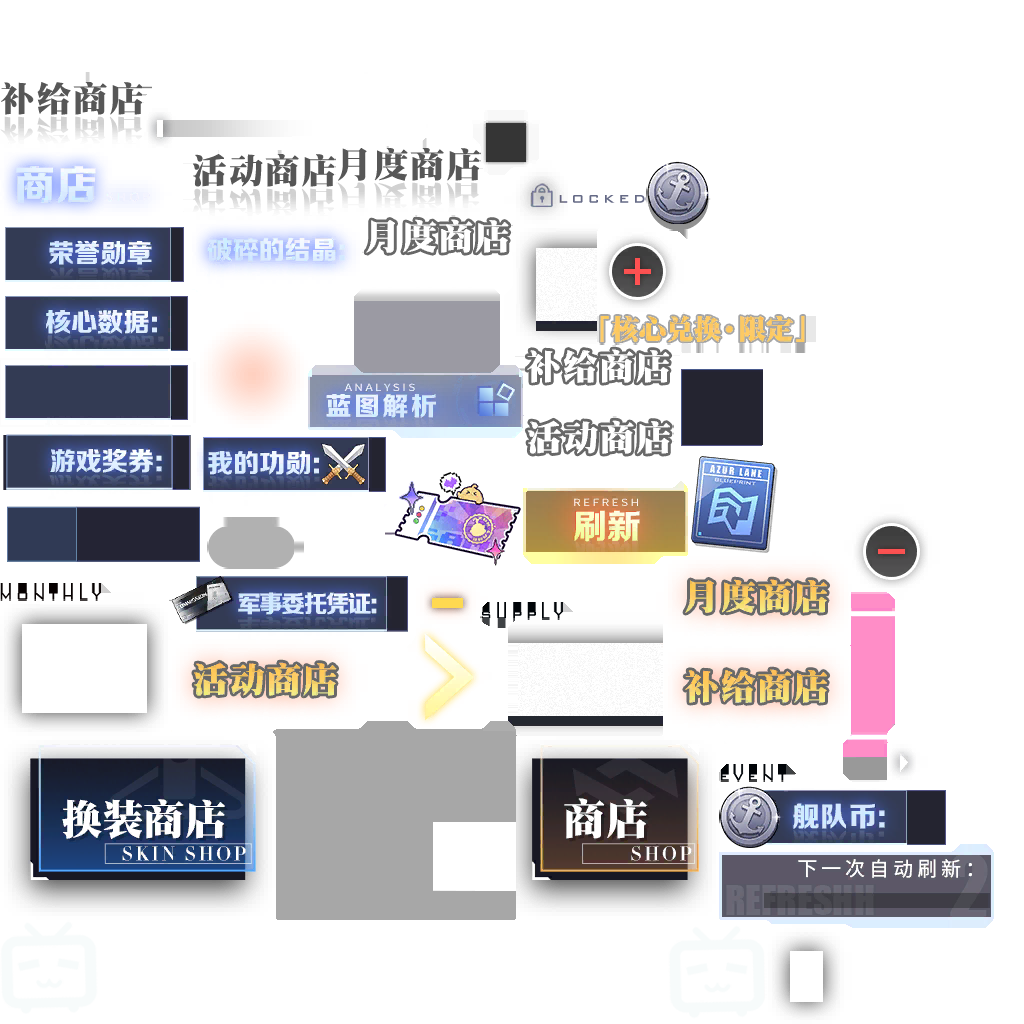 补给商店
活动商店
月度商店
商店
LOCKED
荣誉勋章
破碎的结晶:
月度商店
核心数据:
「核心兑换·限定」
补给商店
ANALYSIS
蓝图解析
活动商店
游戏奖券:
我的功勋:
AZUR LANE
BLUEPRINT
REFRESH
刷新
MONTHLY
军事委托凭证:
SUPPLY
月度商店
活动商店
补给商店
EVENT
换装商店
SKIN SHOP
商店
SHOP
舰队币:
下一次自动刷新:
REFRESHH
2